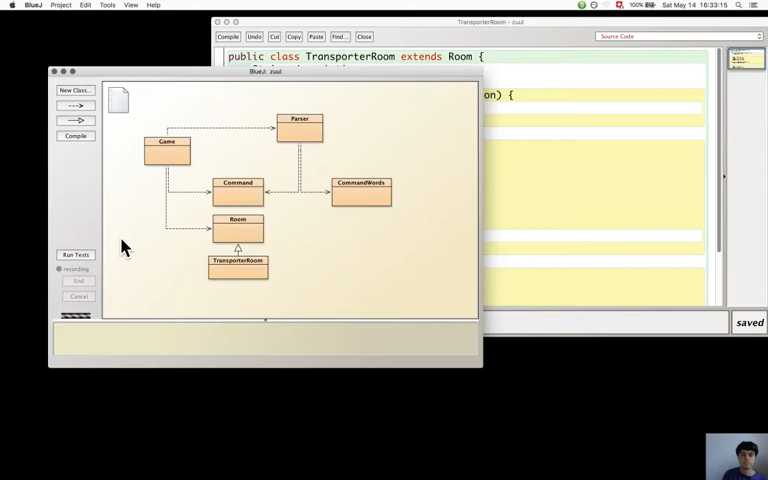 BlueJ Project Edit Tools View Help
100% Sat May 14 16:33:15
TransporterRoom - zuul
Compile Undo Cut Copy Paste Find... Close Source Code
public class TransporterRoom extends Room {
on) {
saved
BlueJ: zuul
New Class...
Compile
Run Tests
recording
End
Cancel
Parser
Game
Command
CommandWords
Room
TransporterRoom